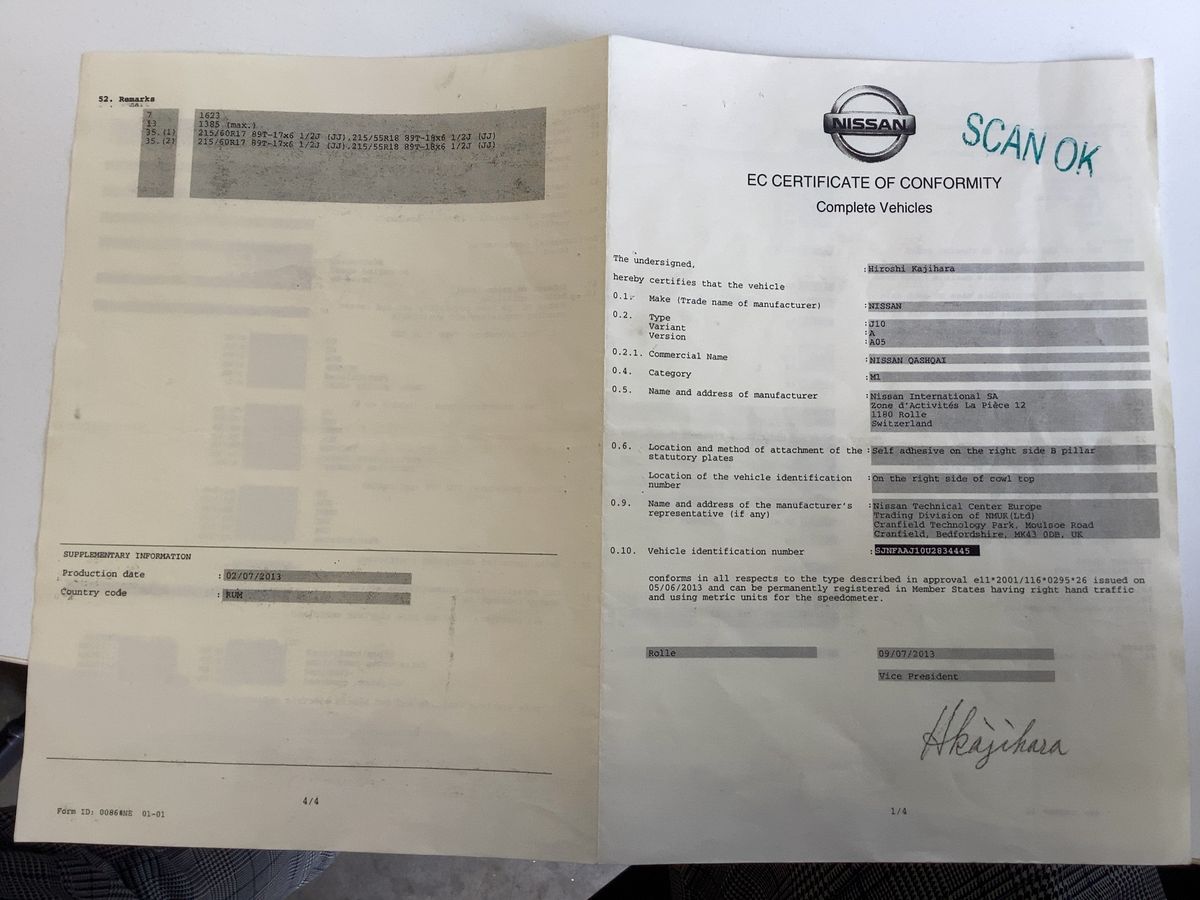 52. Remarks
7 1623
13 1385 (max.)
35.(1) 215/60R17 89T-17x6 1/2J (JJ),215/55R18 89T-18x6 1/2J (JJ)
35.(2) 215/60R17 89T-17x6 1/2J (JJ),215/55R18 89T-18x6 1/2J (JJ)
SUPPLEMENTARY INFORMATION
Production date : 02/07/2013
Country code : RUM
4/4
Form ID: 0086#NE 01-01
NISSAN
SCAN OK
EC CERTIFICATE OF CONFORMITY
Complete Vehicles
The undersigned, :Hiroshi Kajihara
hereby certifies that the vehicle
0.1. Make (Trade name of manufacturer) :NISSAN
0.2. Type :J10
Variant :A
Version :A05
0.2.1. Commercial Name :NISSAN QASHQAI
0.4. Category :M1
0.5. Name and address of manufacturer :Nissan International SA
Zone d'Activités La Pièce 12
1180 Rolle
Switzerland
0.6. Location and method of attachment of the :Self adhesive on the right side B pillar
statutory plates
Location of the vehicle identification :On the right side of cowl top
number
0.9. Name and address of the manufacturer's :Nissan Technical Center Europe
representative (if any) Trading Division of NMUK(Ltd)
Cranfield Technology Park, Moulsoe Road
Cranfield, Bedfordshire, MK43 0DB, UK
0.10. Vehicle identification number :SJNFAAJ10U2834445
conforms in all respects to the type described in approval e11*2001/116*0295*26 issued on
05/06/2013 and can be permanently registered in Member States having right hand traffic
and using metric units for the speedometer.
Rolle 09/07/2013
Vice President
Hkajihara
1/4